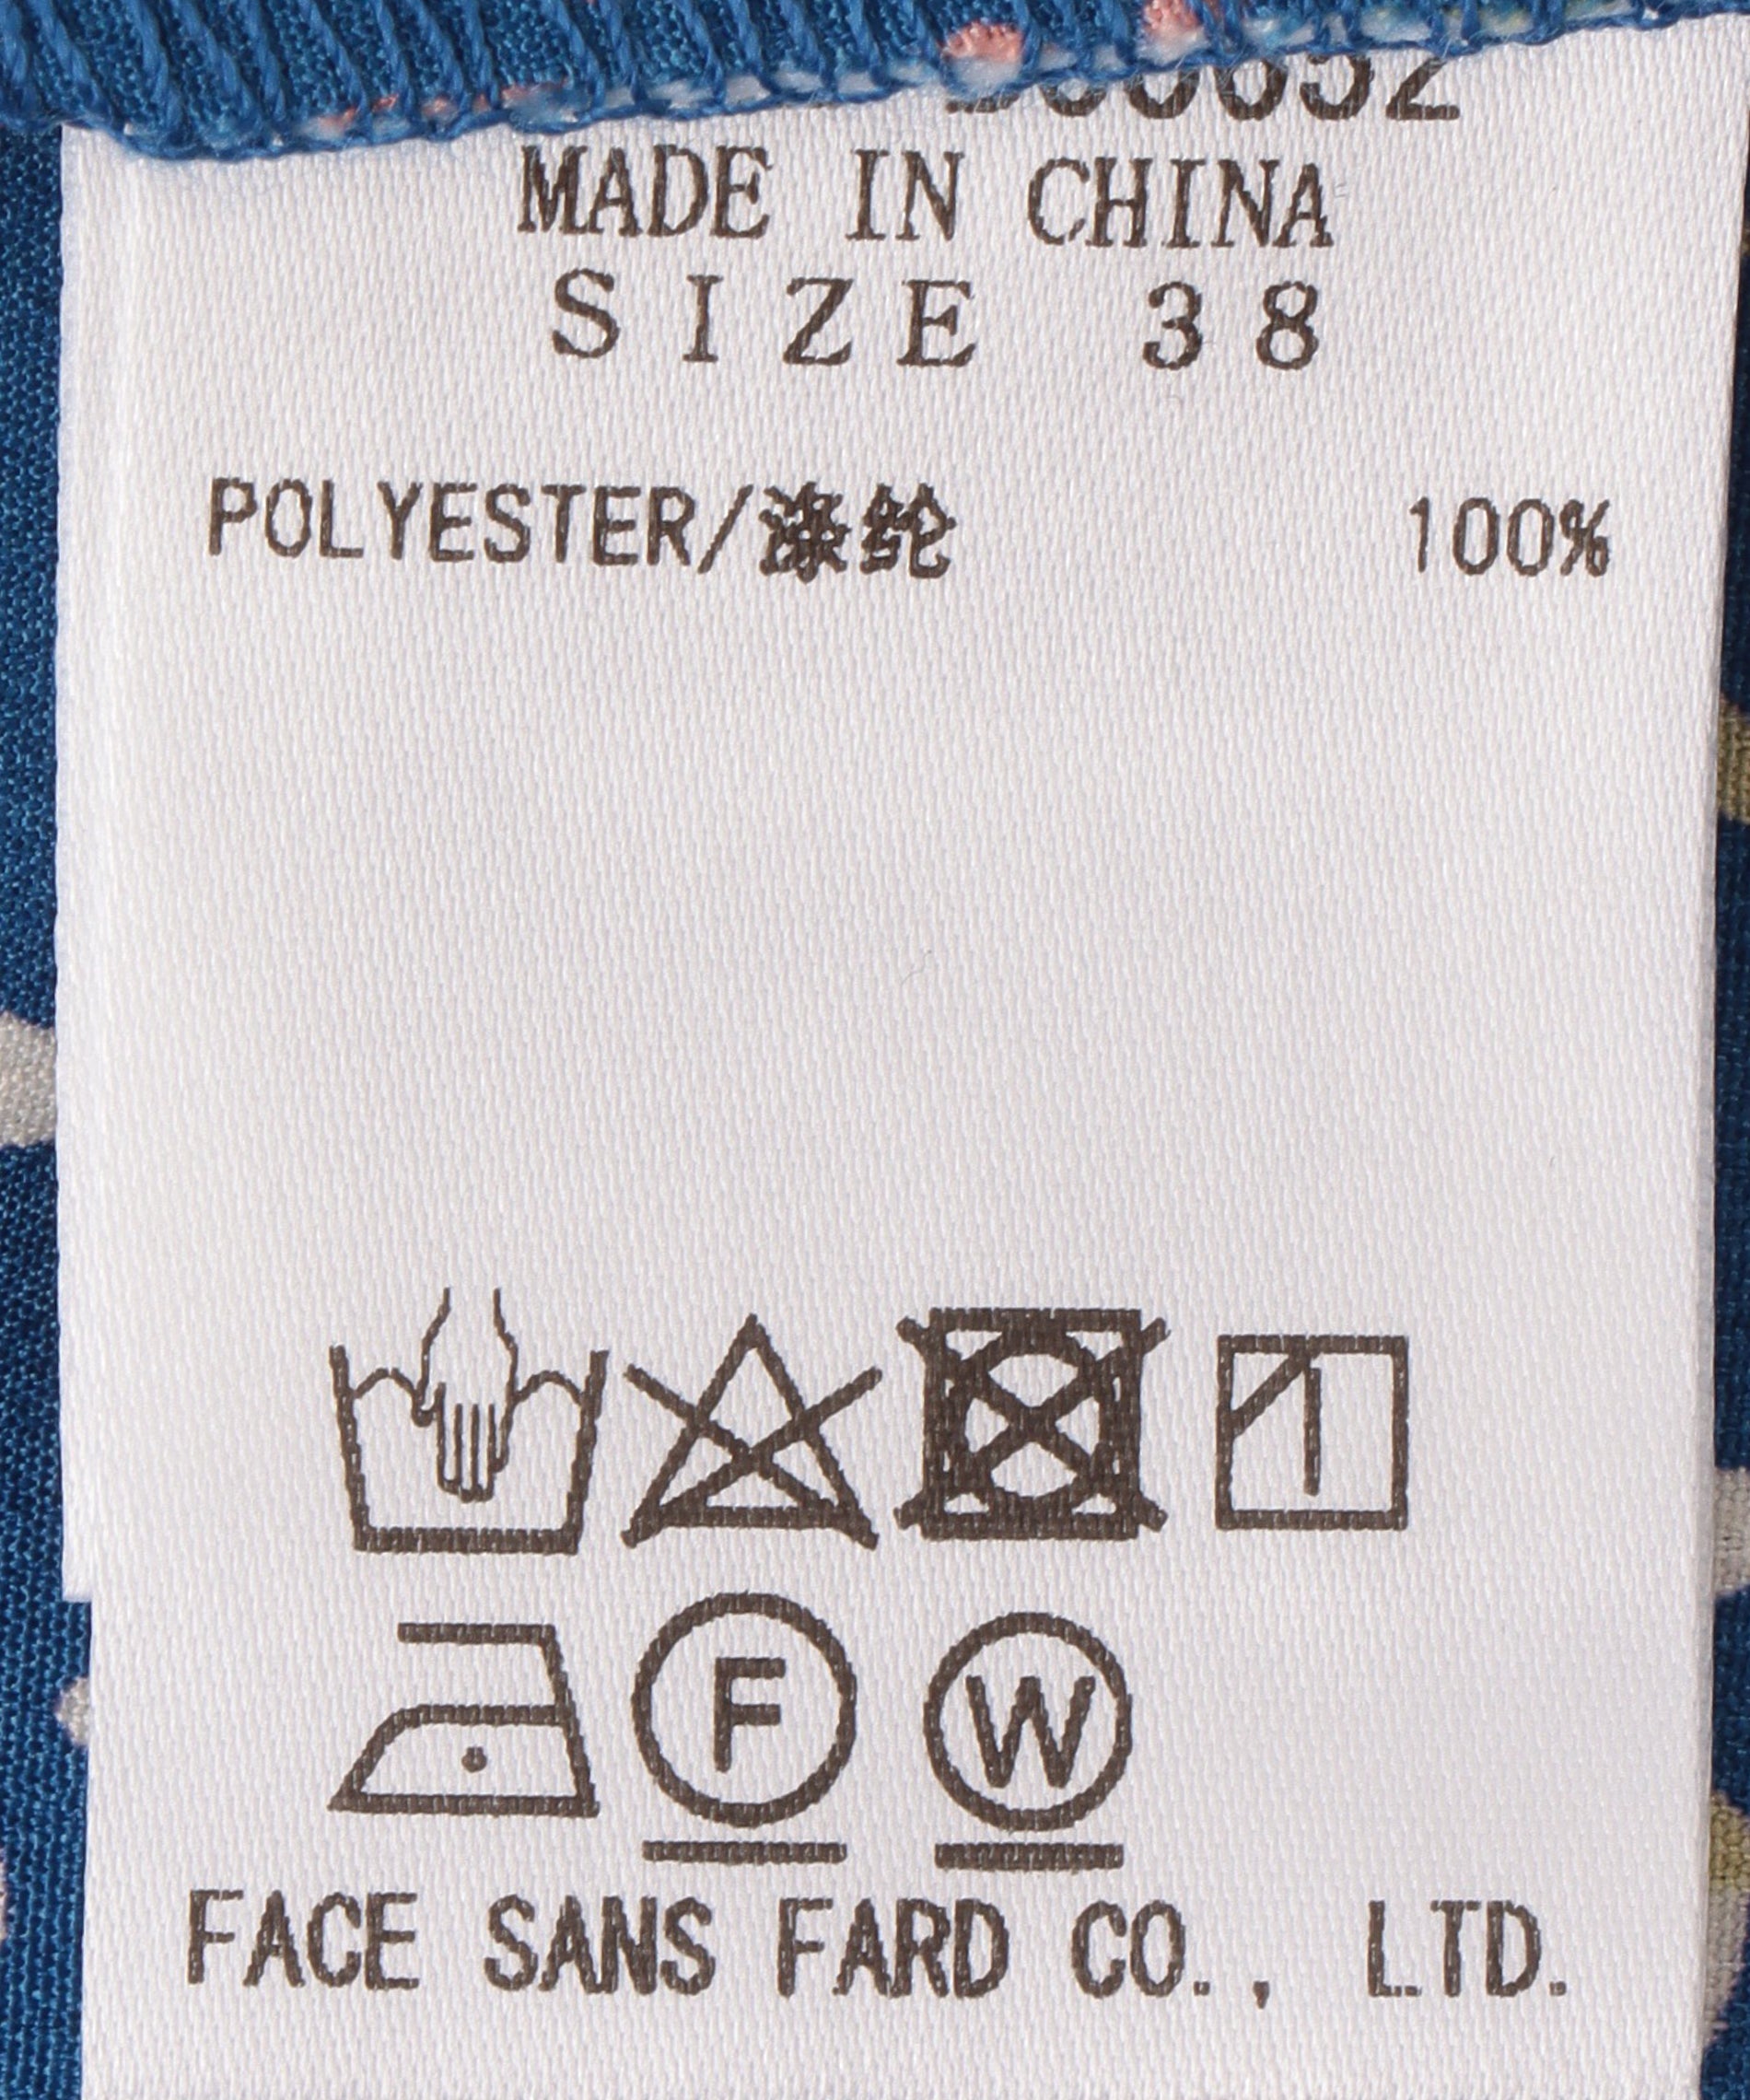 MADE IN CHINA
SIZE 38
POLYESTER/涤纶 100%
F W
FACE SANS FARD CO., LTD.